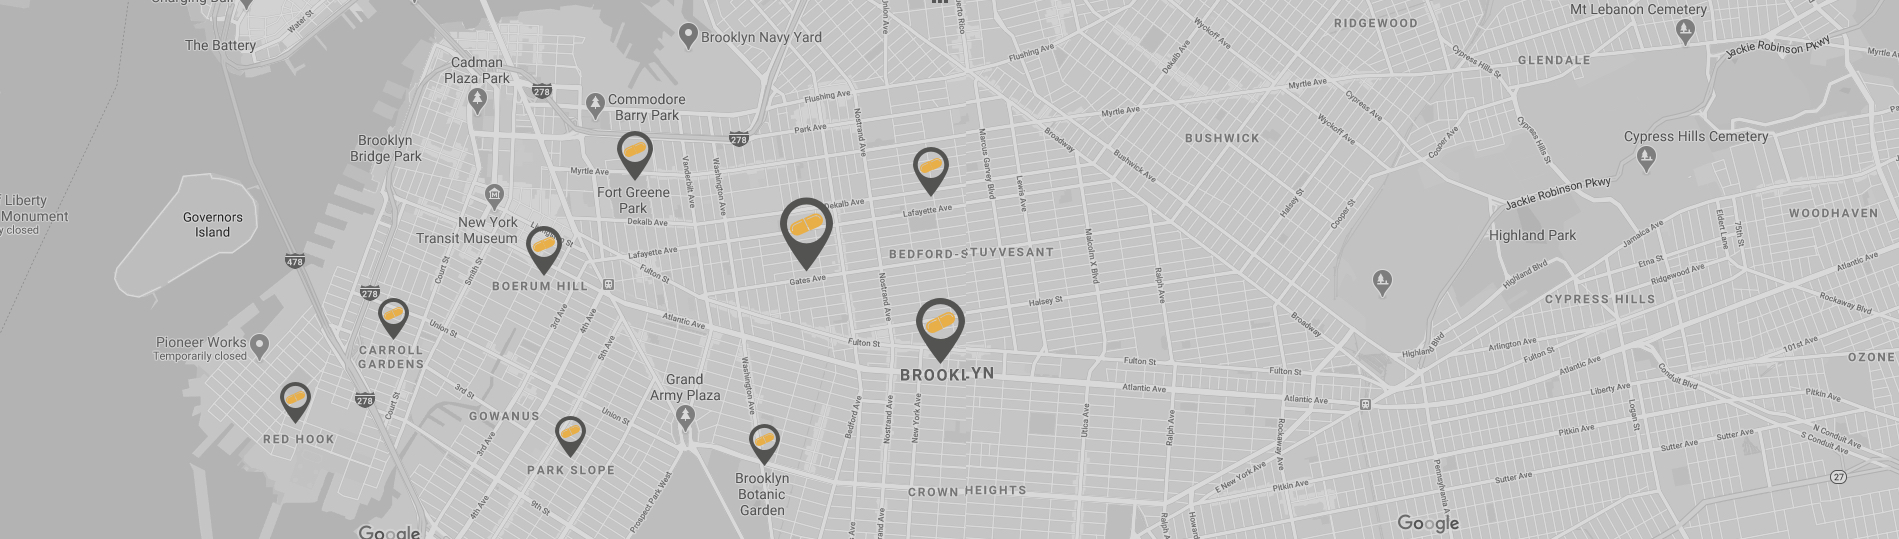 Charging Bull
Water St
The Battery
Brooklyn Navy Yard
Cadman
Plaza Park
278
Commodore
Barry Park
278
Brooklyn
Bridge Park
Myrtle Ave
Fort Greene
Park
Vanderbilt Ave
Washington Ave
Flushing Ave
Park Ave
Nostrand Ave
Flushing Ave
Union Ave
Marcus Garvey Blvd
Lewis Ave
Broadway
Bushwick Ave
Myrtle Ave
Wyckoff Ave
Dekalb Ave
Myrtle Ave
RIDGEWOOD
Cypress Hills St
GLENDALE
Mt Lebanon Cemetery
Jackie Robinson Pkwy
BUSHWICK
Cypress Ave
Wyckoff Ave
Cooper Ave
Cypress Hills St
Cypress Hills Cemetery
Jackie Robinson Pkwy
Halsey St
Cooper St
Highland Park
Liberty
Monument
closed
Governors
Island
New York
Transit Museum
Dekalb Ave
Dekalb Ave
Lafayette Ave
Lafayette Ave
BEDFORD-STUYVESANT
Malcolm X Blvd
Ralph Ave
WOODHAVEN
Eldert Lane
75th St
Jamaica Ave
Etna St
Ridgewood Ave
Highland Blvd
Atlantic Ave
Rockaway Blvd
CYPRESS HILLS
478
278
Court St
Smith St
BOERUM HILL
Fulton St
Gates Ave
Nostrand Ave
Halsey St
Broadway
Pioneer Works
Temporarily closed
Union St
3rd Ave
4th Ave
5th Ave
Atlantic Ave
CARROLL
GARDENS
Fulton St
BROOKLYN
Fulton St
Atlantic Ave
Fulton St
Highland Blvd
Arlington Ave
Fulton St
Atlantic Ave
101st Ave
OZONE
Conduit Blvd
Liberty Ave
Atlantic Ave
Pitkin Ave
Logan St
278
Court St
3rd St
Grand
Army Plaza
Washington Ave
GOWANUS
Union St
RED HOOK
3rd Ave
Bedford Ave
Nostrand Ave
New York Ave
Utica Ave
Ralph Ave
Rockaway Ave
Pitkin Ave
Sutter Ave
Sutter Ave
N Conduit Ave
S Conduit Ave
PARK SLOPE
Brooklyn
Botanic
Garden
Prospect Park West
4th Ave
9th St
CROWN HEIGHTS
E New York Ave
Pitkin Ave
Pennsylvania A
Sutter Ave
27
Google
Google